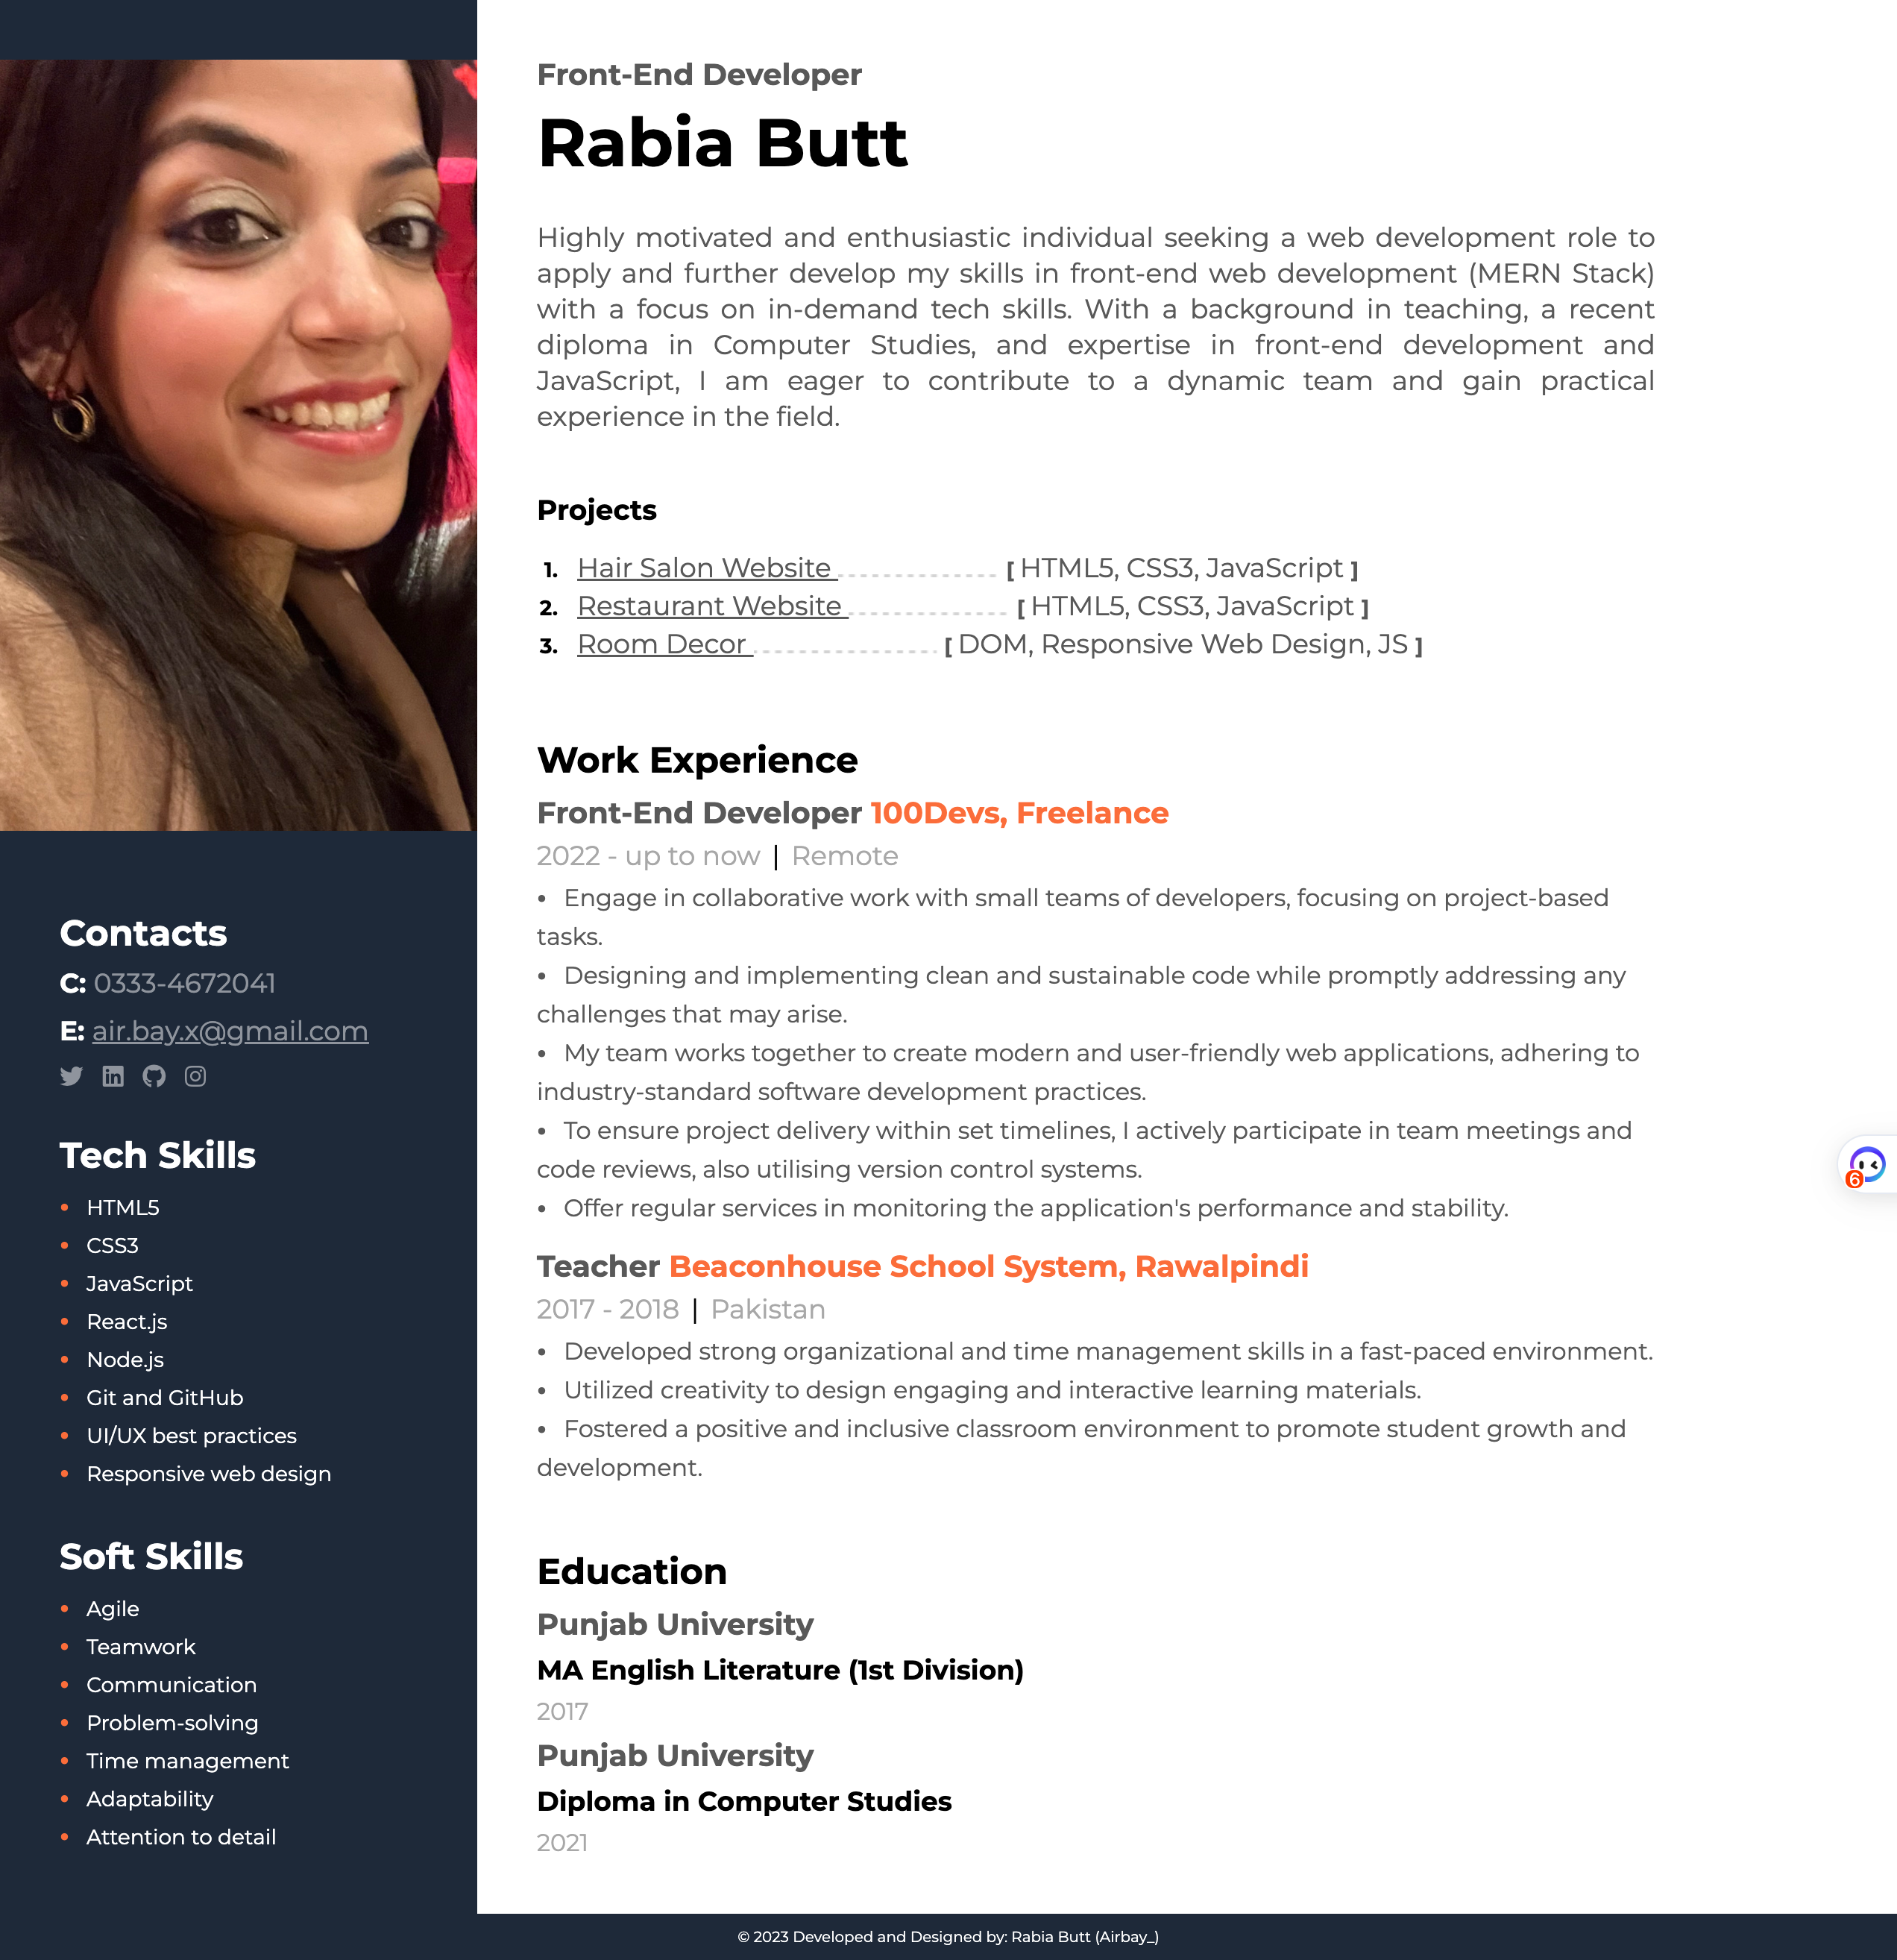 Front-End Developer
Rabia Butt
Highly motivated and enthusiastic individual seeking a web development role to
apply and further develop my skills in front-end web development (MERN Stack)
with a focus on in-demand tech skills. With a background in teaching, a recent
diploma in Computer Studies, and expertise in front-end development and
JavaScript, I am eager to contribute to a dynamic team and gain practical
experience in the field.
Projects
1. Hair Salon Website [ HTML5, CSS3, JavaScript ]
2. Restaurant Website [ HTML5, CSS3, JavaScript ]
3. Room Decor [ DOM, Responsive Web Design, JS ]
Work Experience
Front-End Developer 100Devs, Freelance
2022 - up to now | Remote
• Engage in collaborative work with small teams of developers, focusing on project-based
tasks.
• Designing and implementing clean and sustainable code while promptly addressing any
challenges that may arise.
• My team works together to create modern and user-friendly web applications, adhering to
industry-standard software development practices.
• To ensure project delivery within set timelines, I actively participate in team meetings and
code reviews, also utilising version control systems.
• Offer regular services in monitoring the application's performance and stability.
Teacher Beaconhouse School System, Rawalpindi
2017 - 2018 | Pakistan
• Developed strong organizational and time management skills in a fast-paced environment.
• Utilized creativity to design engaging and interactive learning materials.
• Fostered a positive and inclusive classroom environment to promote student growth and
development.
Education
Punjab University
MA English Literature (1st Division)
2017
Punjab University
Diploma in Computer Studies
2021
Contacts
C: 0333-4672041
E: air.bay.x@gmail.com
Tech Skills
• HTML5
• CSS3
• JavaScript
• React.js
• Node.js
• Git and GitHub
• UI/UX best practices
• Responsive web design
Soft Skills
• Agile
• Teamwork
• Communication
• Problem-solving
• Time management
• Adaptability
• Attention to detail
6
© 2023 Developed and Designed by: Rabia Butt (Airbay_)